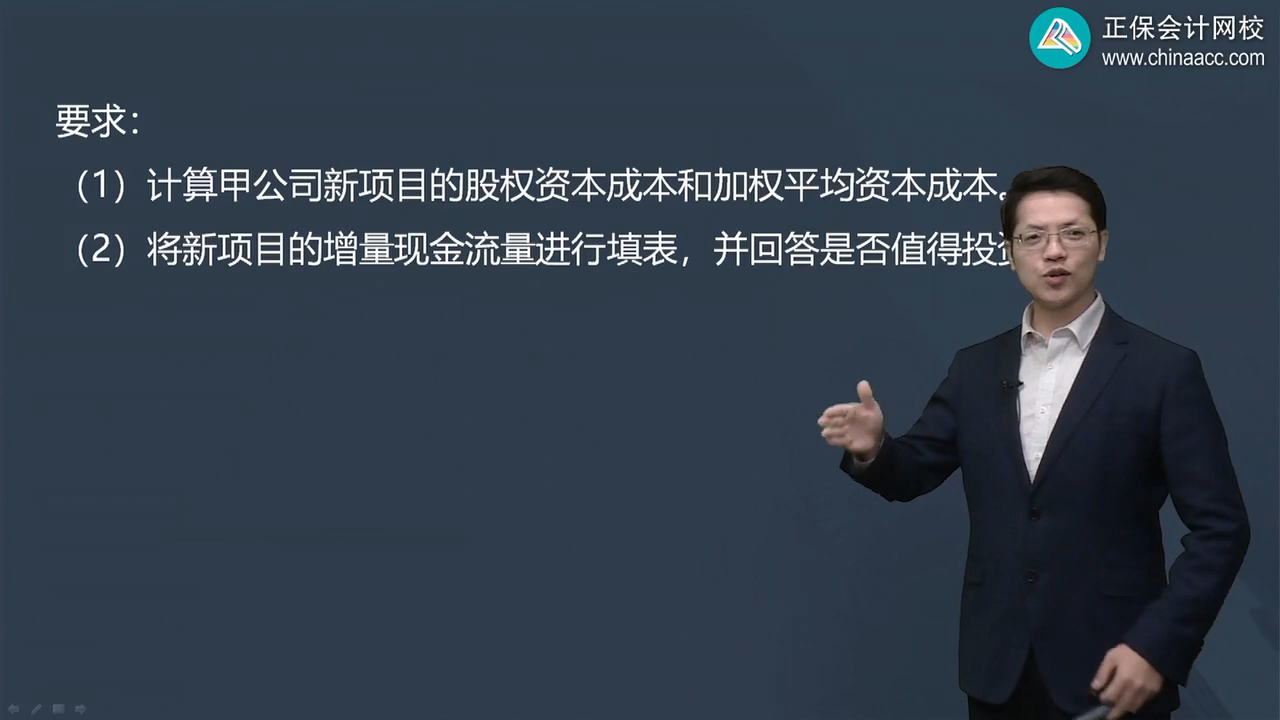 正保会计网校
www.chinaacc.com
要求：
（1）计算甲公司新项目的股权资本成本和加权平均资本成本。
（2）将新项目的增量现金流量进行填表，并回答是否值得投